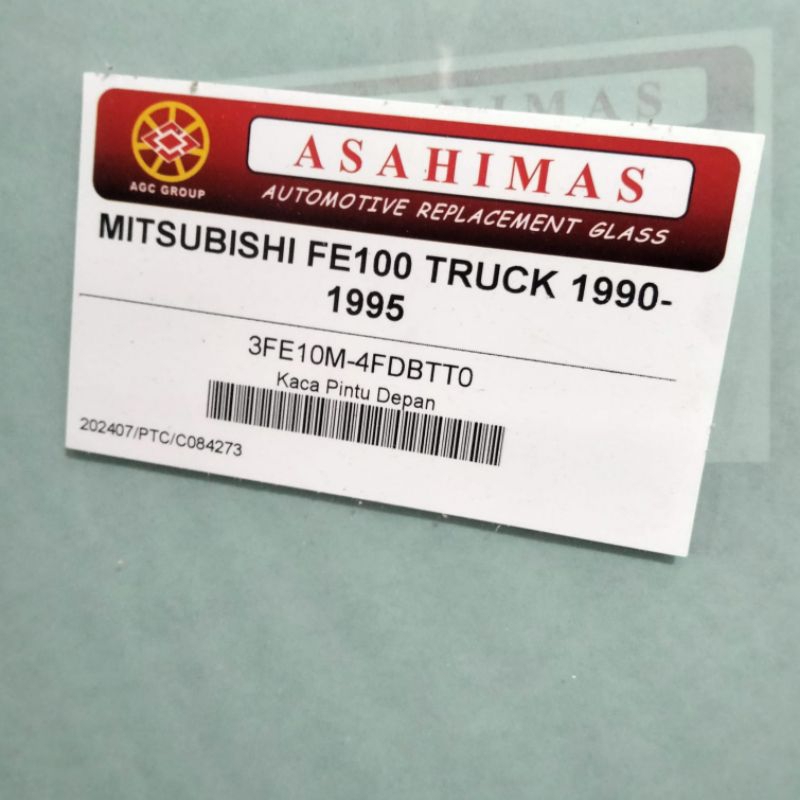 ASAHIMAS
AGC GROUP
AUTOMOTIVE REPLACEMENT GLASS
MITSUBISHI FE100 TRUCK 1990-
1995
3FE10M-4FDBTT0
Kaca Pintu Depan
202407/PTC/C084273